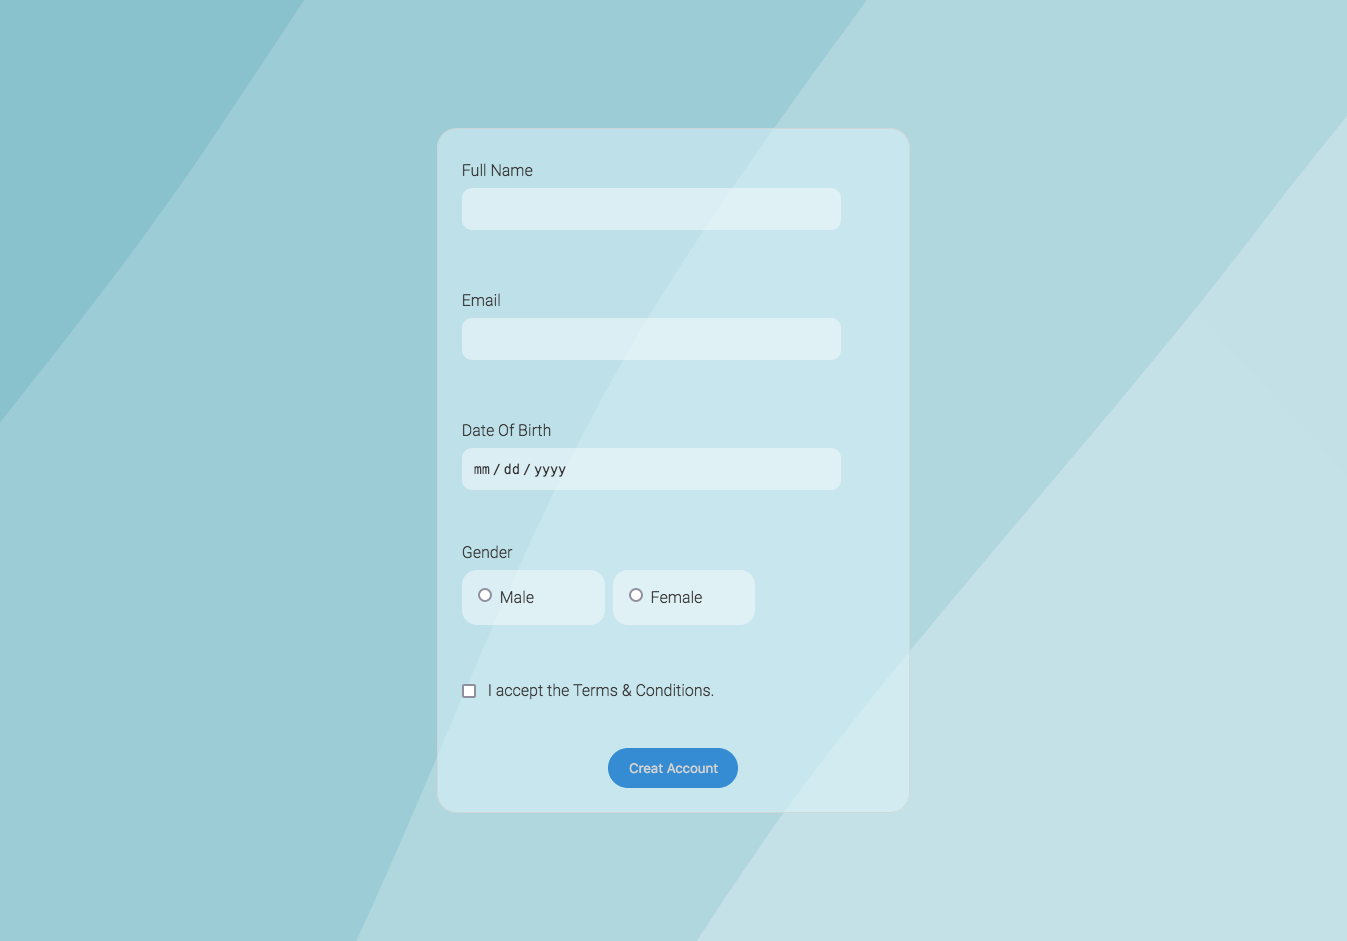 Full Name
Email
Date Of Birth
mm / dd / yyyy
Gender
Male Female
I accept the Terms & Conditions.
Creat Account